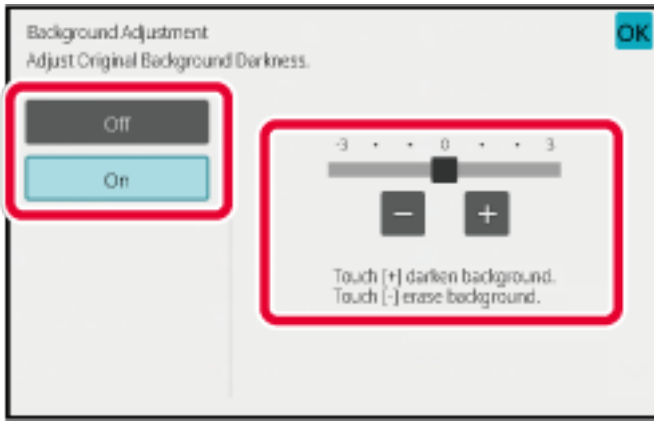 Background Adjustment
OK
Adjust Original Background Darkness.
Off
On
-3 • • 0 • • 3
− +
Touch [+] darken background.
Touch [-] erase background.